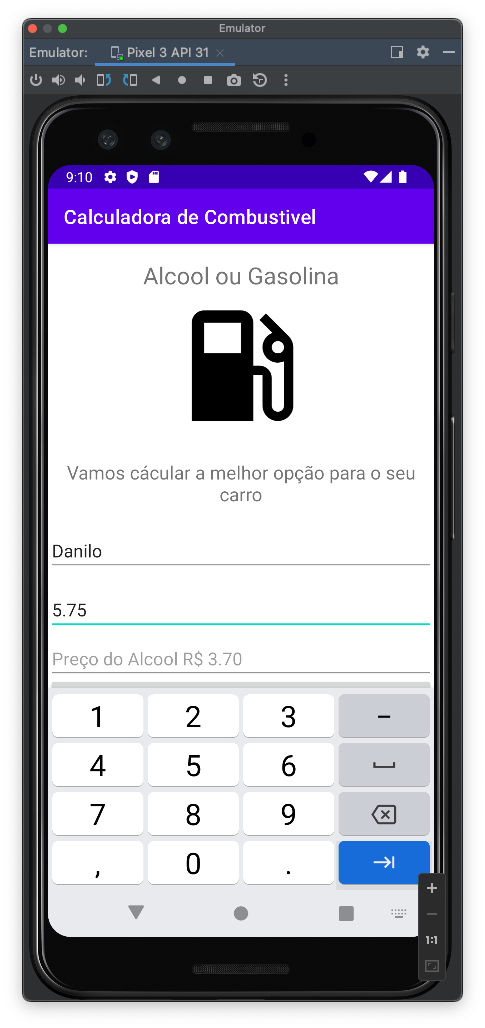 Emulator
Emulator: Pixel 3 API 31
9:10
Calculadora de Combustivel
Alcool ou Gasolina
Vamos cácular a melhor opção para o seu
carro
Danilo
5.75
Preço do Alcool R$ 3.70
1 2 3 -
4 5 6
7 8 9
, 0 .
1:1